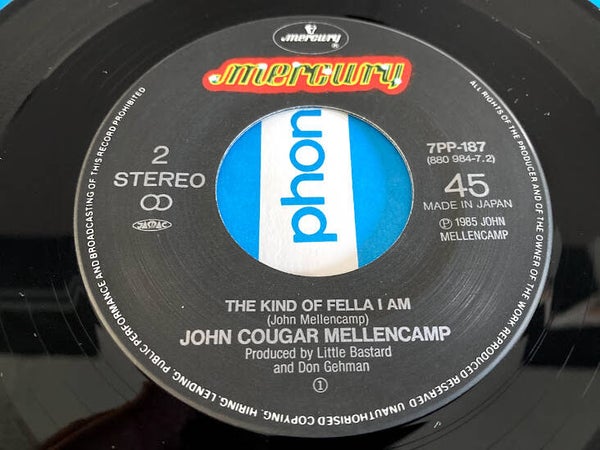 mercury
mercury
2
STEREO
∞
JASRAC
phon
7PP-187
(880 984-7.2)
45
MADE IN JAPAN
Ⓟ 1985 JOHN
MELLENCAMP
THE KIND OF FELLA I AM
(John Mellencamp)
JOHN COUGAR MELLENCAMP
Produced by Little Bastard
and Don Gehman
①
ALL RIGHTS OF THE PRODUCER AND OF THE OWNER OF THE WORK REPRODUCED RESERVED. UNAUTHORISED COPYING, HIRING, LENDING, PUBLIC PERFORMANCE AND BROADCASTING OF THIS RECORD PROHIBITED